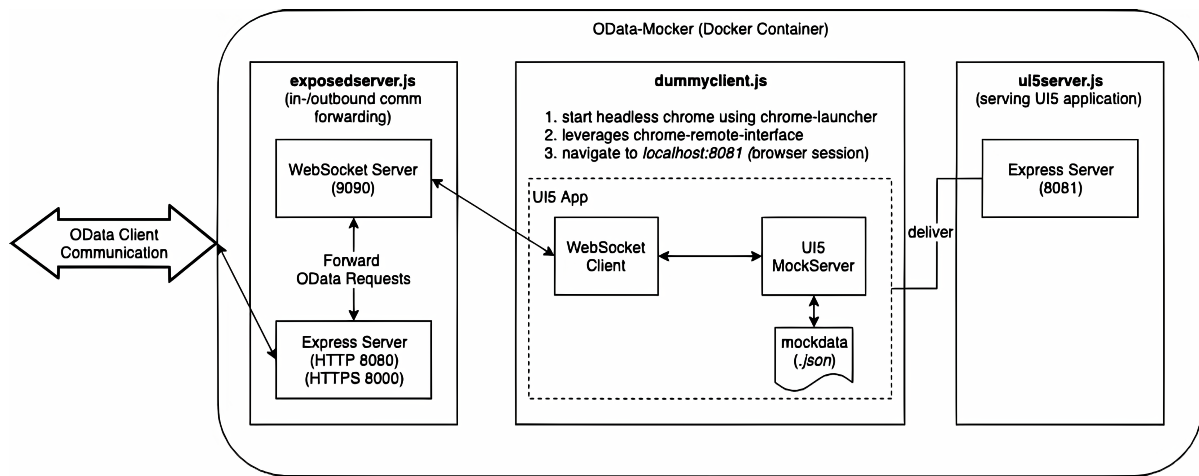 OData-Mocker (Docker Container)
exposedserver.js
(in-/outbound comm
forwarding)
WebSocket Server
(9090)
OData Client
Communication
Forward
OData Requests
Express Server
(HTTP 8080)
(HTTPS 8000)
dummyclient.js
1. start headless chrome using chrome-launcher
2. leverages chrome-remote-interface
3. navigate to localhost:8081 (browser session)
UI5 App
WebSocket
Client
UI5
MockServer
mockdata
(.json)
deliver
ui5server.js
(serving UI5 application)
Express Server
(8081)